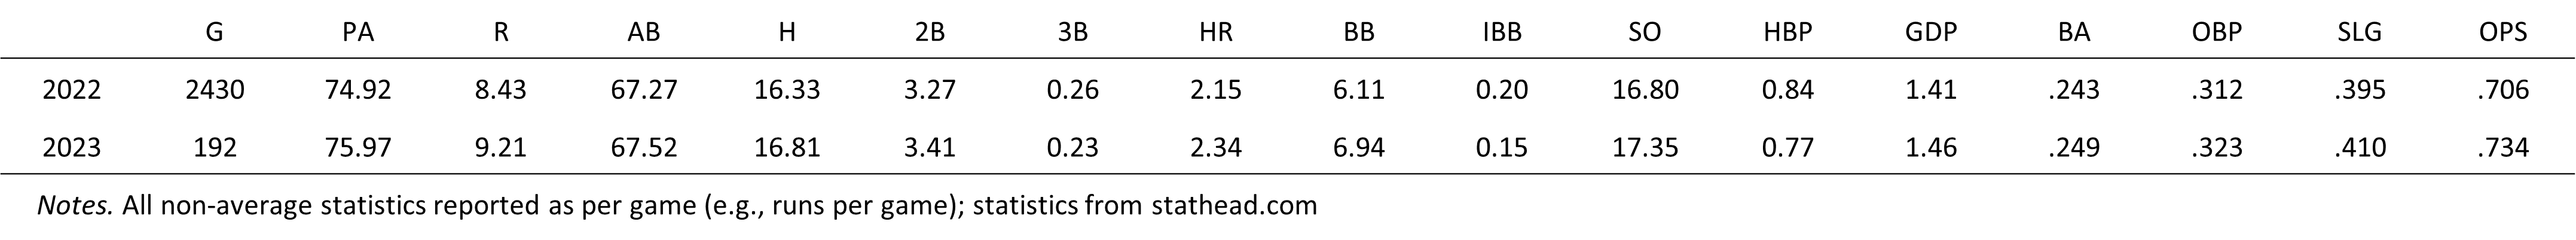 G PA R AB H 2B 3B HR BB IBB SO HBP GDP BA OBP SLG OPS
2022 2430 74.92 8.43 67.27 16.33 3.27 0.26 2.15 6.11 0.20 16.80 0.84 1.41 .243 .312 .395 .706
2023 192 75.97 9.21 67.52 16.81 3.41 0.23 2.34 6.94 0.15 17.35 0.77 1.46 .249 .323 .410 .734
Notes. All non-average statistics reported as per game (e.g., runs per game); statistics from stathead.com